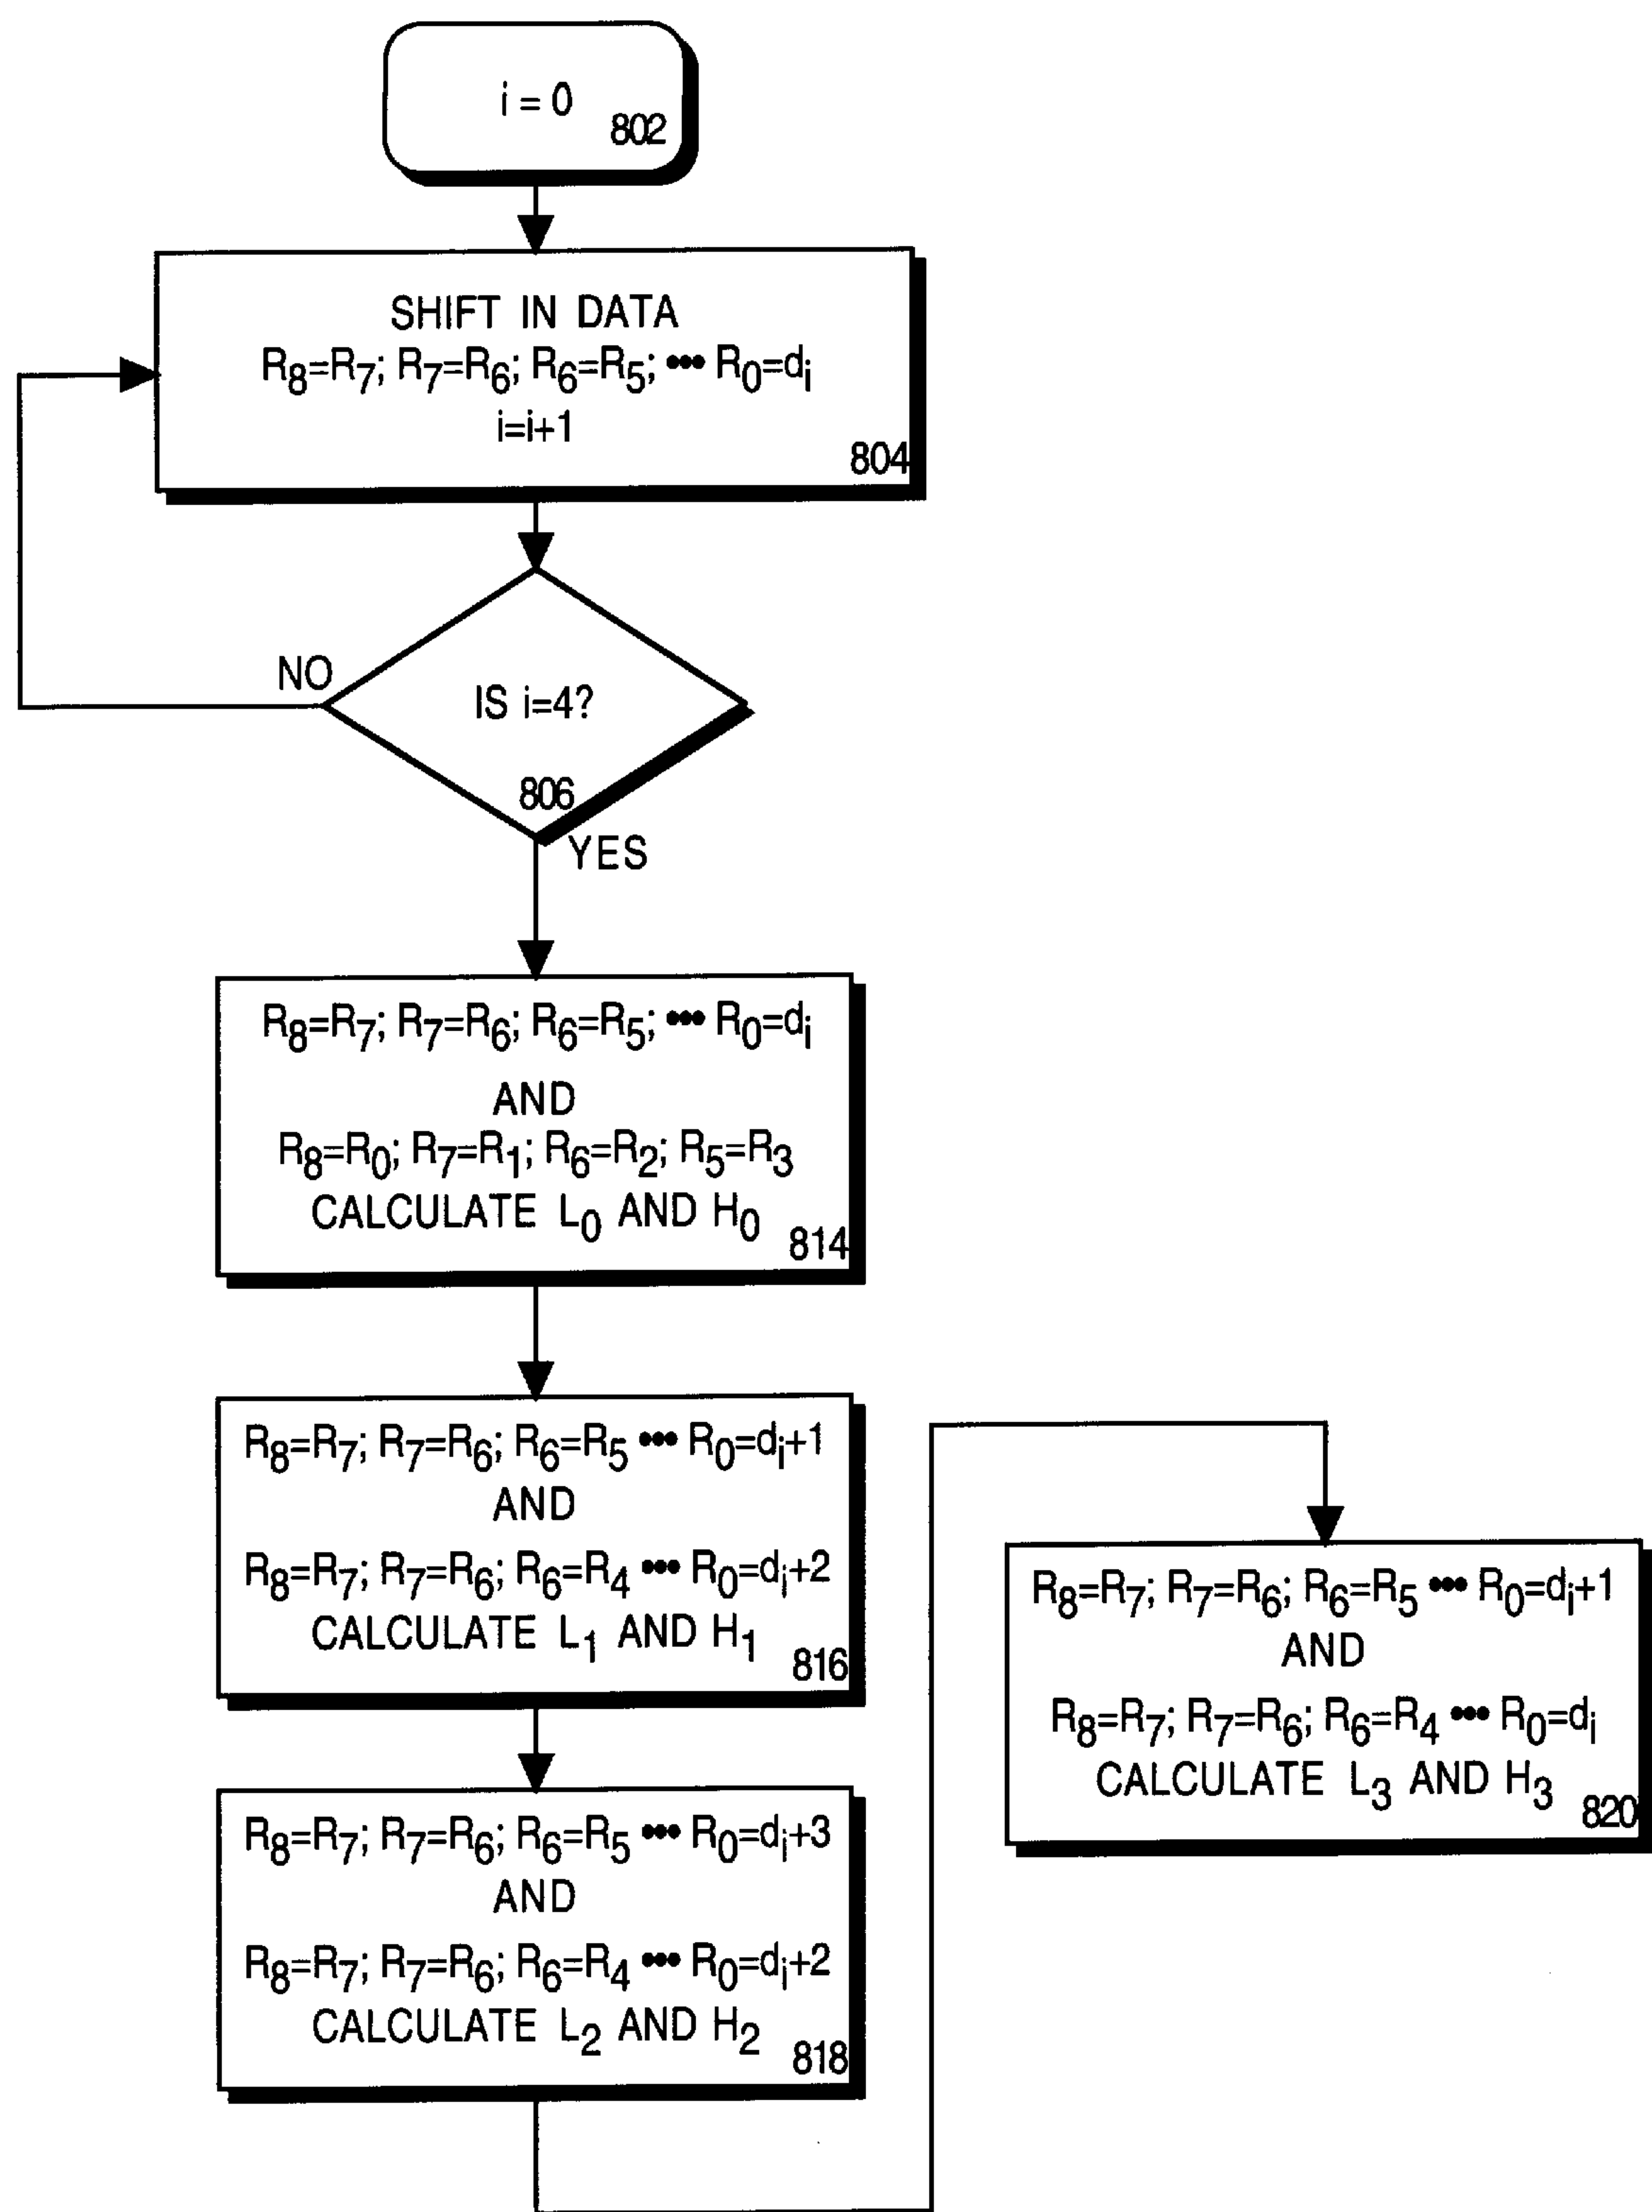 i = 0
802
SHIFT IN DATA
R₈=R₇; R₇=R₆; R₆=R₅; ••• R₀=dᵢ
i=i+1
804
NO
IS i=4?
806
YES
R₈=R₇; R₇=R₆; R₆=R₅; ••• R₀=dᵢ
AND
R₈=R₀; R₇=R₁; R₆=R₂; R₅=R₃
CALCULATE L₀ AND H₀
814
R₈=R₇; R₇=R₆; R₆=R₅ ••• R₀=dᵢ+1
AND
R₈=R₇; R₇=R₆; R₆=R₄ ••• R₀=dᵢ+2
CALCULATE L₁ AND H₁
816
R₈=R₇; R₇=R₆; R₆=R₅ ••• R₀=dᵢ+3
AND
R₈=R₇; R₇=R₆; R₆=R₄ ••• R₀=dᵢ+2
CALCULATE L₂ AND H₂
818
R₈=R₇; R₇=R₆; R₆=R₅ ••• R₀=dᵢ+1
AND
R₈=R₇; R₇=R₆; R₆=R₄ ••• R₀=dᵢ
CALCULATE L₃ AND H₃
820